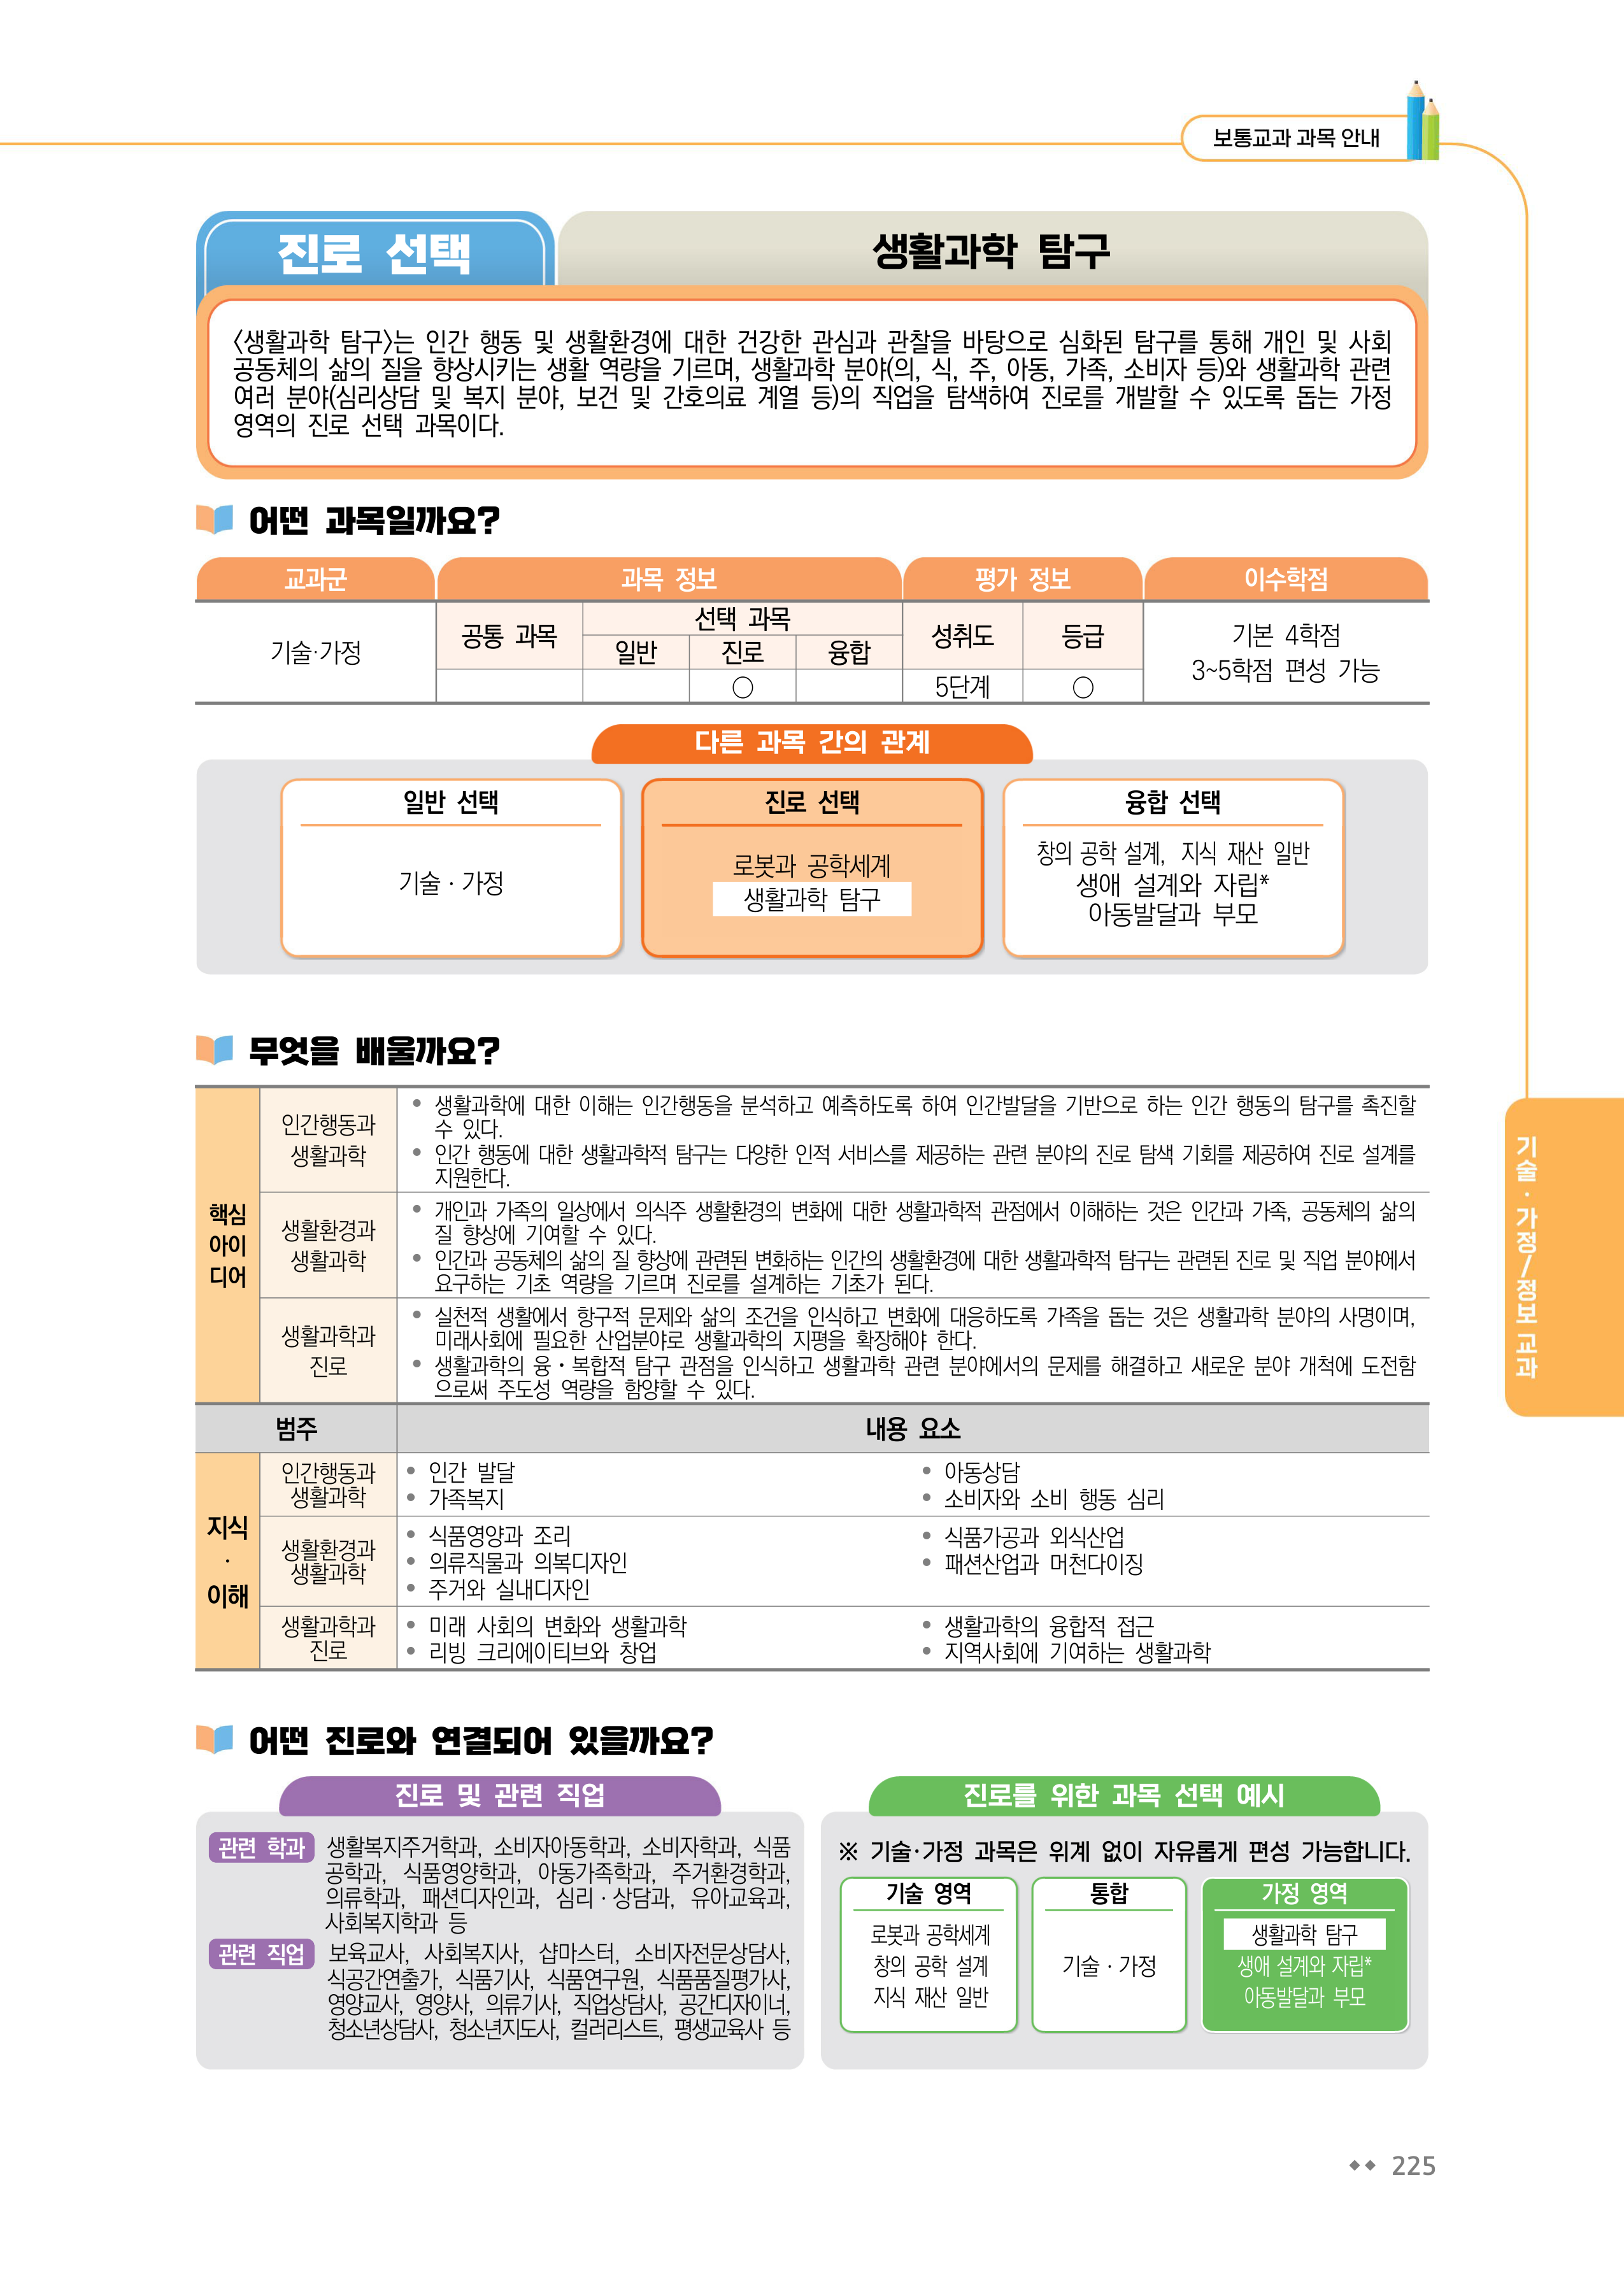 보통교과 과목 안내
진로 선택
생활과학 탐구
〈생활과학 탐구〉는 인간 행동 및 생활환경에 대한 건강한 관심과 관찰을 바탕으로 심화된 탐구를 통해 개인 및 사회
공동체의 삶의 질을 향상시키는 생활 역량을 기르며, 생활과학 분야(의, 식, 주, 아동, 가족, 소비자 등)와 생활과학 관련
여러 분야(심리상담 및 복지 분야, 보건 및 간호의료 계열 등)의 직업을 탐색하여 진로를 개발할 수 있도록 돕는 가정
영역의 진로 선택 과목이다.
어떤 과목일까요?
교과군 과목 정보 평가 정보 이수학점
기술·가정
공통 과목
선택 과목
일반 진로 융합
○
성취도 등급
5단계 ○
기본 4학점
3~5학점 편성 가능
다른 과목 간의 관계
일반 선택
기술 · 가정
진로 선택
로봇과 공학세계
생활과학 탐구
융합 선택
창의 공학 설계, 지식 재산 일반
생애 설계와 자립*
아동발달과 부모
무엇을 배울까요?
핵심
아이
디어
인간행동과
생활과학
• 생활과학에 대한 이해는 인간행동을 분석하고 예측하도록 하여 인간발달을 기반으로 하는 인간 행동의 탐구를 촉진할
수 있다.
• 인간 행동에 대한 생활과학적 탐구는 다양한 인적 서비스를 제공하는 관련 분야의 진로 탐색 기회를 제공하여 진로 설계를
지원한다.
생활환경과
생활과학
• 개인과 가족의 일상에서 의식주 생활환경의 변화에 대한 생활과학적 관점에서 이해하는 것은 인간과 가족, 공동체의 삶의
질 향상에 기여할 수 있다.
• 인간과 공동체의 삶의 질 향상에 관련된 변화하는 인간의 생활환경에 대한 생활과학적 탐구는 관련된 진로 및 직업 분야에서
요구하는 기초 역량을 기르며 진로를 설계하는 기초가 된다.
생활과학과
진로
• 실천적 생활에서 항구적 문제와 삶의 조건을 인식하고 변화에 대응하도록 가족을 돕는 것은 생활과학 분야의 사명이며,
미래사회에 필요한 산업분야로 생활과학의 지평을 확장해야 한다.
• 생활과학의 융·복합적 탐구 관점을 인식하고 생활과학 관련 분야에서의 문제를 해결하고 새로운 분야 개척에 도전함
으로써 주도성 역량을 함양할 수 있다.
범주 내용 요소
지식
·
이해
인간행동과
생활과학
• 인간 발달 • 아동상담
• 가족복지 • 소비자와 소비 행동 심리
생활환경과
생활과학
• 식품영양과 조리 • 식품가공과 외식산업
• 의류직물과 의복디자인 • 패션산업과 머천다이징
• 주거와 실내디자인
생활과학과
진로
• 미래 사회의 변화와 생활과학 • 생활과학의 융합적 접근
• 리빙 크리에이티브와 창업 • 지역사회에 기여하는 생활과학
어떤 진로와 연결되어 있을까요?
진로 및 관련 직업
관련 학과 생활복지주거학과, 소비자아동학과, 소비자학과, 식품
공학과, 식품영양학과, 아동가족학과, 주거환경학과,
의류학과, 패션디자인과, 심리 · 상담과, 유아교육과,
사회복지학과 등
관련 직업 보육교사, 사회복지사, 샵마스터, 소비자전문상담사,
식공간연출가, 식품기사, 식품연구원, 식품품질평가사,
영양교사, 영양사, 의류기사, 직업상담사, 공간디자이너,
청소년상담사, 청소년지도사, 컬러리스트, 평생교육사 등
진로를 위한 과목 선택 예시
※ 기술·가정 과목은 위계 없이 자유롭게 편성 가능합니다.
기술 영역
로봇과 공학세계
창의 공학 설계
지식 재산 일반
통합
기술 · 가정
가정 영역
생활과학 탐구
생애 설계와 자립*
아동발달과 부모
기술·가정/정보 교과
225